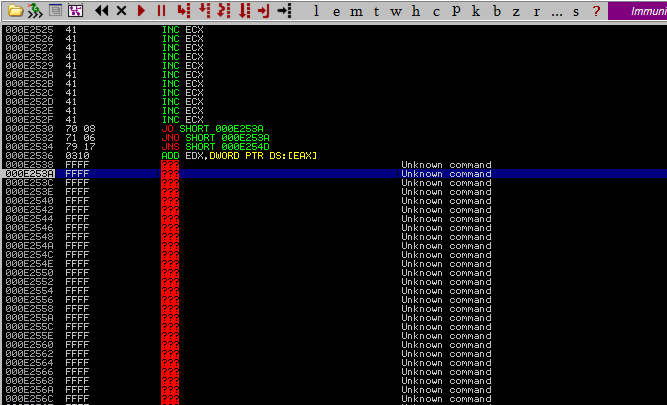 l e m t w h c p k b z r ... s ? Immuni
000E2525 41 INC ECX
000E2526 41 INC ECX
000E2527 41 INC ECX
000E2528 41 INC ECX
000E2529 41 INC ECX
000E252A 41 INC ECX
000E252B 41 INC ECX
000E252C 41 INC ECX
000E252D 41 INC ECX
000E252E 41 INC ECX
000E252F 41 INC ECX
000E2530 70 08 JO SHORT 000E253A
000E2532 71 06 JNO SHORT 000E253A
000E2534 79 17 JNS SHORT 000E254D
000E2536 0310 ADD EDX,DWORD PTR DS:[EAX]
000E2538 FFFF ??? Unknown command
000E253A FFFF ??? Unknown command
000E253C FFFF ??? Unknown command
000E253E FFFF ??? Unknown command
000E2540 FFFF ??? Unknown command
000E2542 FFFF ??? Unknown command
000E2544 FFFF ??? Unknown command
000E2546 FFFF ??? Unknown command
000E2548 FFFF ??? Unknown command
000E254A FFFF ??? Unknown command
000E254C FFFF ??? Unknown command
000E254E FFFF ??? Unknown command
000E2550 FFFF ??? Unknown command
000E2552 FFFF ??? Unknown command
000E2554 FFFF ??? Unknown command
000E2556 FFFF ??? Unknown command
000E2558 FFFF ??? Unknown command
000E255A FFFF ??? Unknown command
000E255C FFFF ??? Unknown command
000E255E FFFF ??? Unknown command
000E2560 FFFF ??? Unknown command
000E2562 FFFF ??? Unknown command
000E2564 FFFF ??? Unknown command
000E2566 FFFF ??? Unknown command
000E2568 FFFF ??? Unknown command
000E256A FFFF ??? Unknown command
000E256C FFFF ??? Unknown command